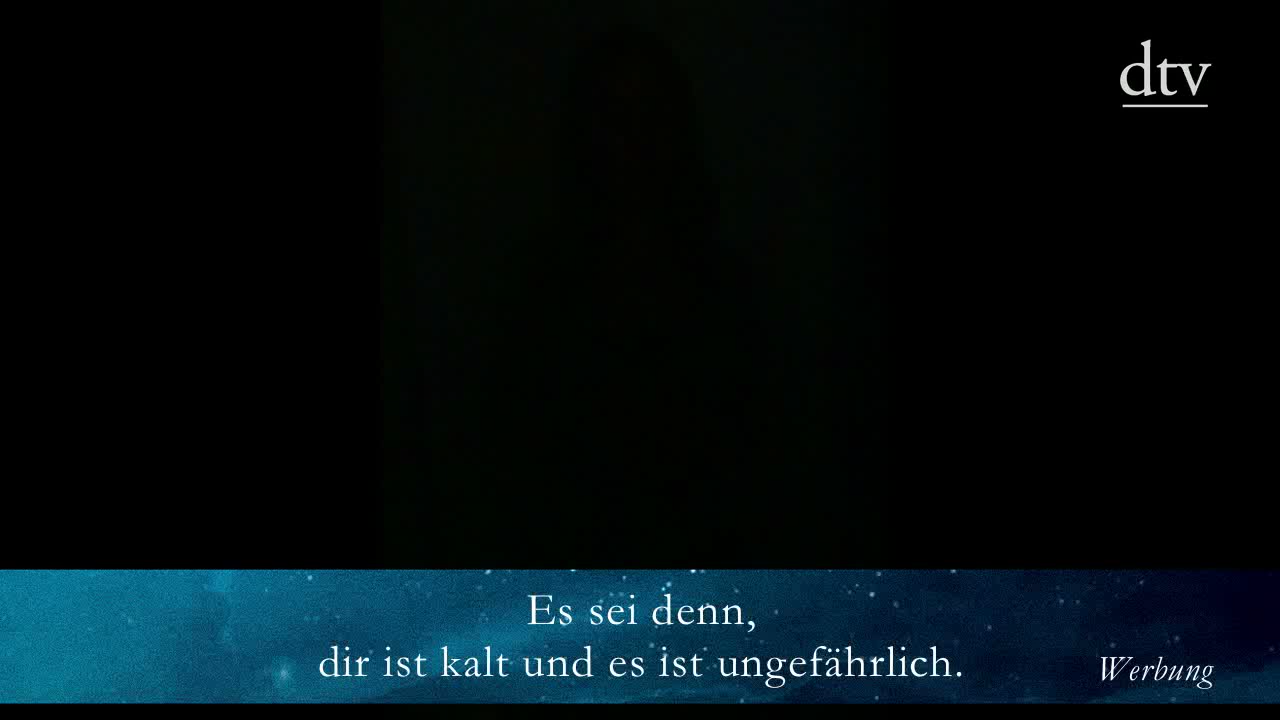 dtv
Es sei denn,
dir ist kalt und es ist ungefährlich.
Werbung